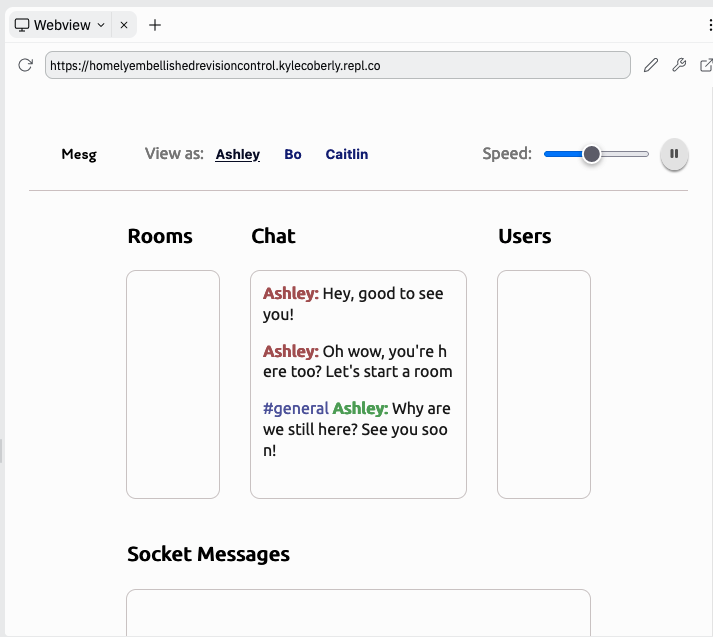 Webview
https://homelyembellishedrevisioncontrol.kylecoberly.repl.co
Mesg View as: Ashley Bo Caitlin Speed:
Rooms Chat Users
Ashley: Hey, good to see
you!
Ashley: Oh wow, you're h
ere too? Let's start a room
#general Ashley: Why are
we still here? See you soo
n!
Socket Messages